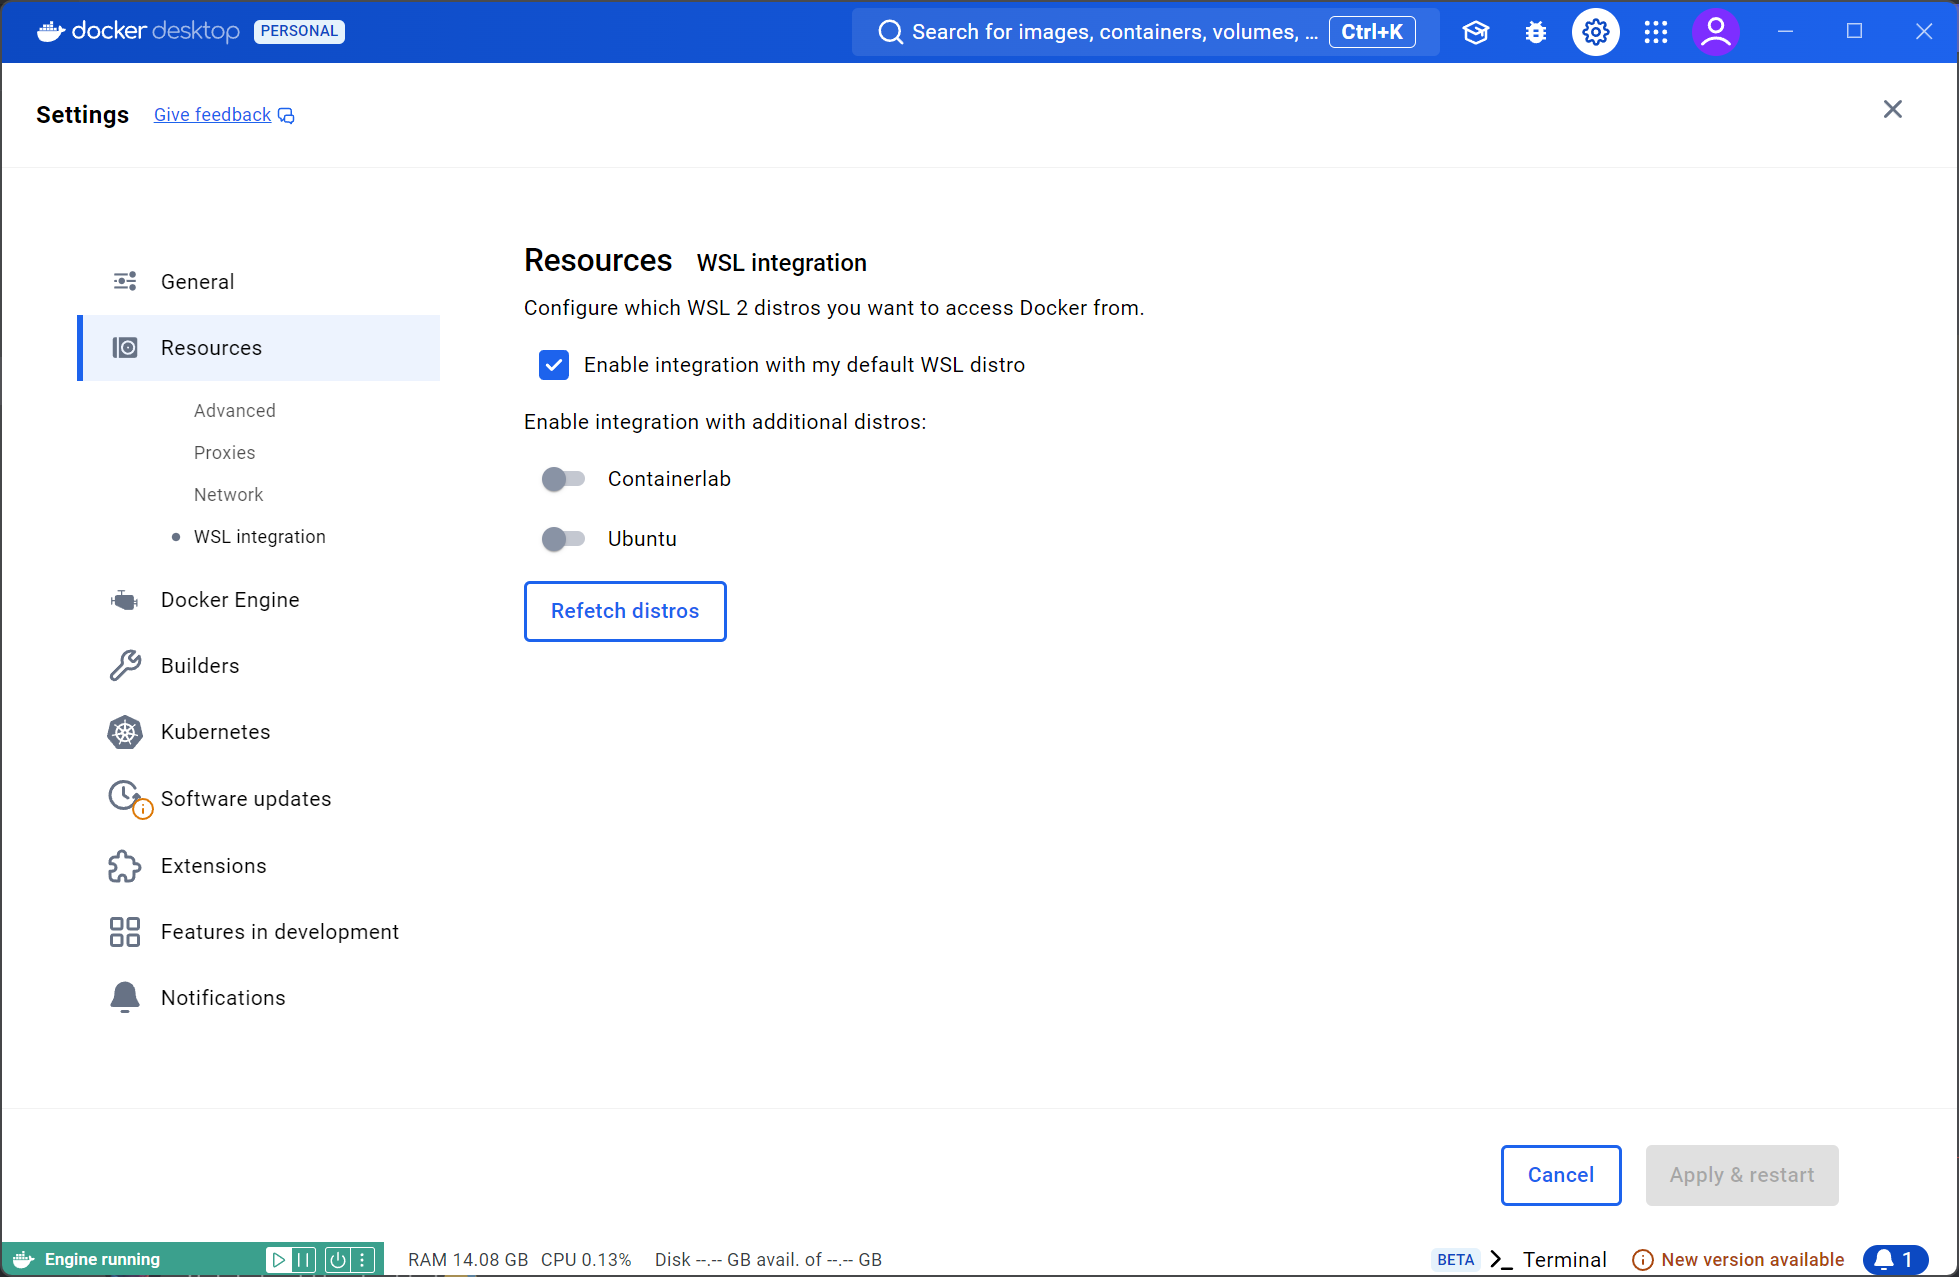 docker desktop PERSONAL
Search for images, containers, volumes, ... Ctrl+K
Settings Give feedback
General
Resources
Advanced
Proxies
Network
WSL integration
Docker Engine
Builders
Kubernetes
Software updates
Extensions
Features in development
Notifications
Resources WSL integration
Configure which WSL 2 distros you want to access Docker from.
Enable integration with my default WSL distro
Enable integration with additional distros:
Containerlab
Ubuntu
Refetch distros
Cancel Apply & restart
Engine running RAM 14.08 GB CPU 0.13% Disk --.-- GB avail. of --.-- GB BETA Terminal New version available 1